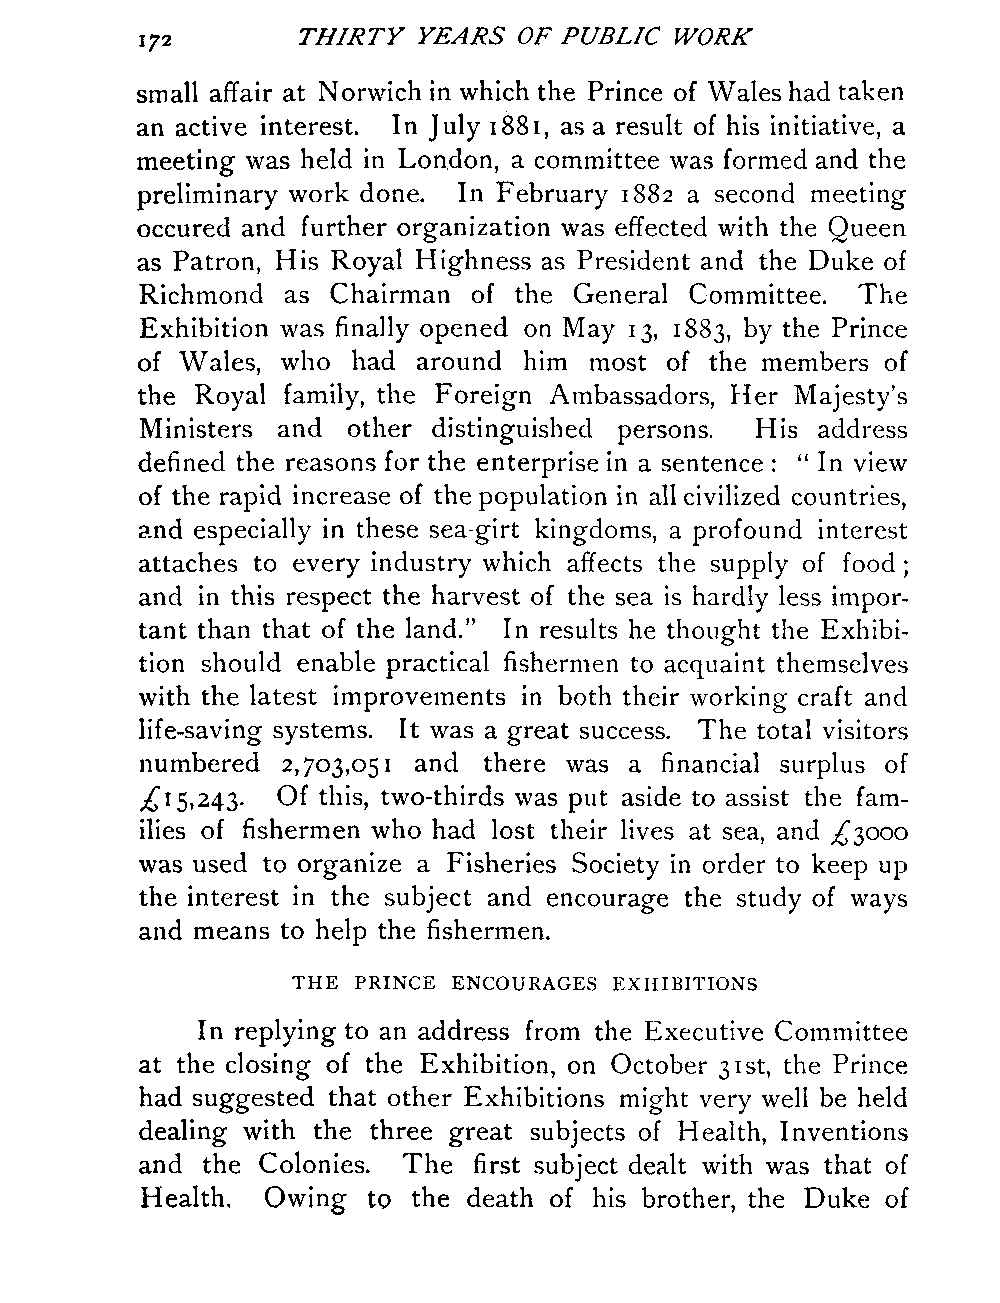 172 THIRTY YEARS OF PUBLIC WORK
small affair at Norwich in which the Prince of Wales had taken
an active interest. In July 1881, as a result of his initiative, a
meeting was held in London, a committee was formed and the
preliminary work done. In February 1882 a second meeting
occured and further organization was effected with the Queen
as Patron, His Royal Highness as President and the Duke of
Richmond as Chairman of the General Committee. The
Exhibition was finally opened on May 13, 1883, by the Prince
of Wales, who had around him most of the members of
the Royal family, the Foreign Ambassadors, Her Majesty's
Ministers and other distinguished persons. His address
defined the reasons for the enterprise in a sentence: "In view
of the rapid increase of the population in all civilized countries,
and especially in these sea-girt kingdoms, a profound interest
attaches to every industry which affects the supply of food;
and in this respect the harvest of the sea is hardly less impor-
tant than that of the land." In results he thought the Exhibi-
tion should enable practical fishermen to acquaint themselves
with the latest improvements in both their working craft and
life-saving systems. It was a great success. The total visitors
numbered 2,703,051 and there was a financial surplus of
£15,243. Of this, two-thirds was put aside to assist the fam-
ilies of fishermen who had lost their lives at sea, and £3000
was used to organize a Fisheries Society in order to keep up
the interest in the subject and encourage the study of ways
and means to help the fishermen.
THE PRINCE ENCOURAGES EXHIBITIONS
In replying to an address from the Executive Committee
at the closing of the Exhibition, on October 31st, the Prince
had suggested that other Exhibitions might very well be held
dealing with the three great subjects of Health, Inventions
and the Colonies. The first subject dealt with was that of
Health. Owing to the death of his brother, the Duke of